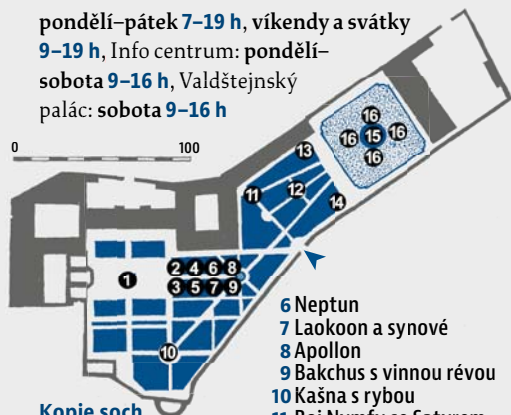 pondělí–pátek 7–19 h, víkendy a svátky
9–19 h, Info centrum: pondělí–
sobota 9–16 h, Valdštejnský
palác: sobota 9–16 h
0 100
16
16 15 16
16
13
11 12
14
2 4 6 8
1
3 5 7 9
10
6 Neptun
7 Laokoon a synové
8 Apollon
9 Bakchus s vinnou révou
10 Kašna s rybou
Kopie soch